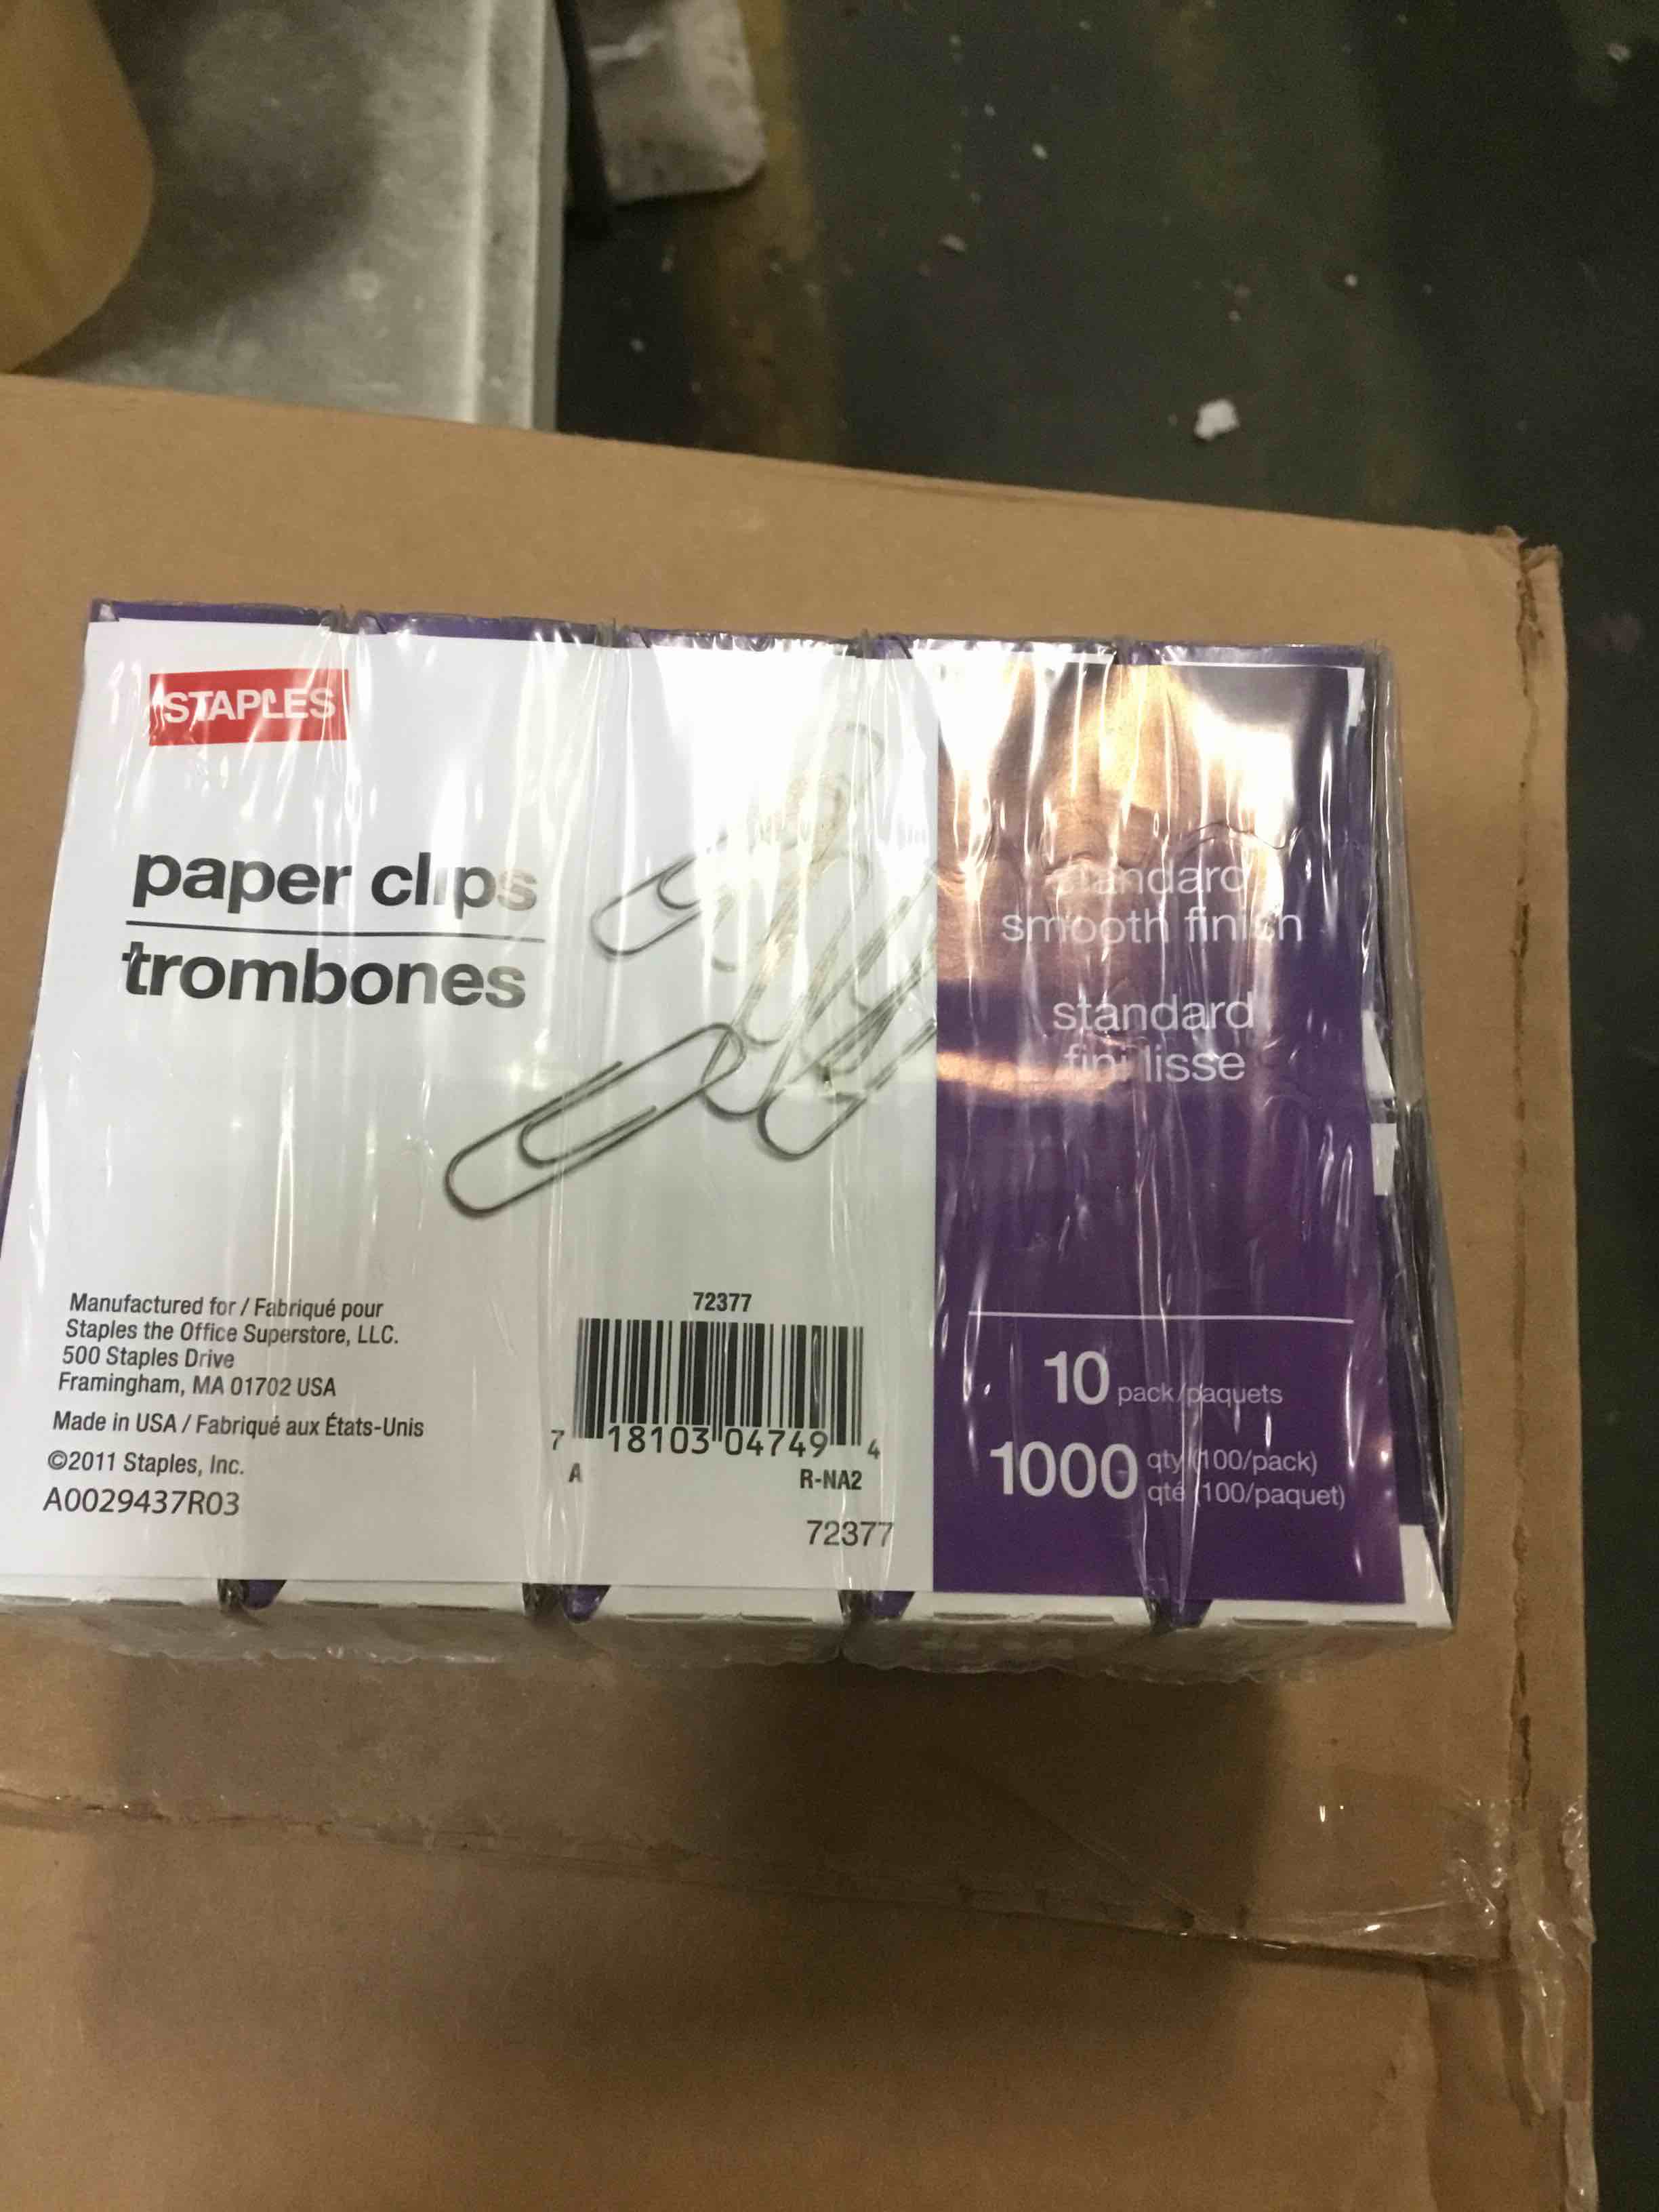 STAPLES
paper clips
trombones
standard
smooth finish
standard
fini lisse
Manufactured for / Fabriqué pour
Staples the Office Superstore, LLC.
500 Staples Drive
Framingham, MA 01702 USA
Made in USA / Fabriqué aux États-Unis
©2011 Staples, Inc.
A0029437R03
72377
7 18103 04749 4
A R-NA2
72377
10 pack/paquets
1000 qty (100/pack)
qté (100/paquet)